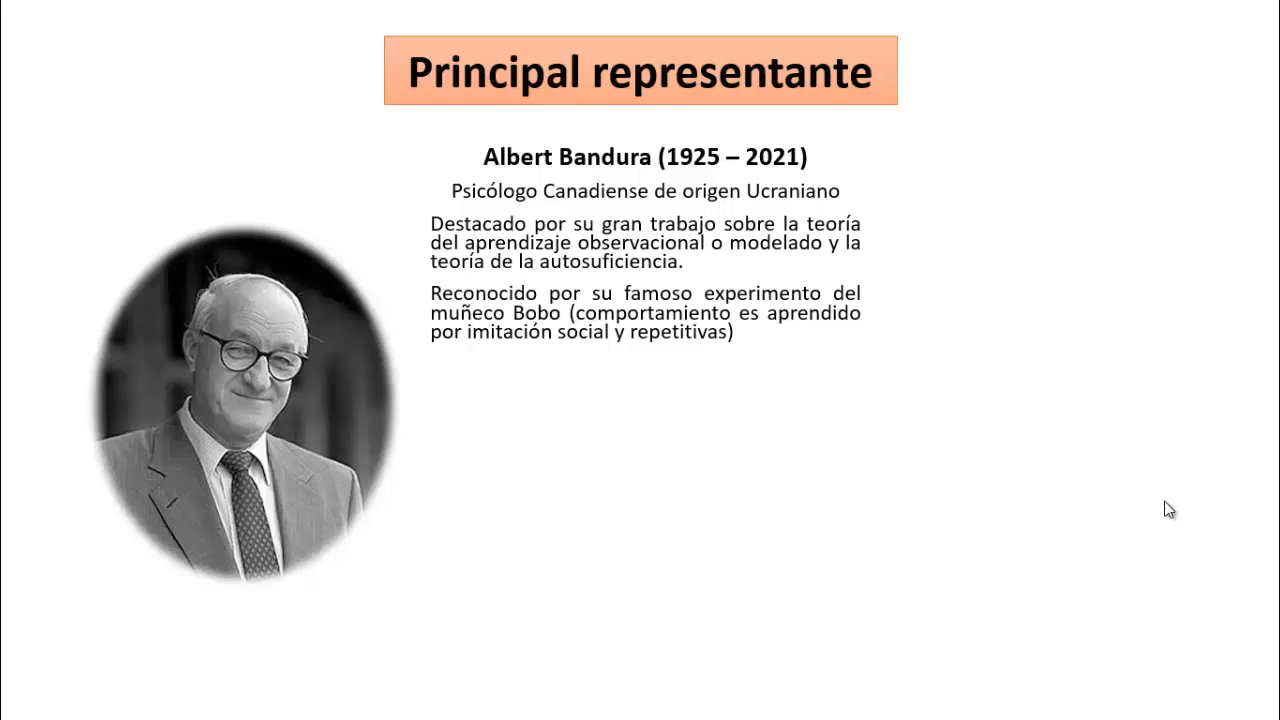 Principal representante
Albert Bandura (1925 – 2021)
Psicólogo Canadiense de origen Ucraniano
Destacado por su gran trabajo sobre la teoría
del aprendizaje observacional o modelado y la
teoría de la autosuficiencia.
Reconocido por su famoso experimento del
muñeco Bobo (comportamiento es aprendido
por imitación social y repetitivas)